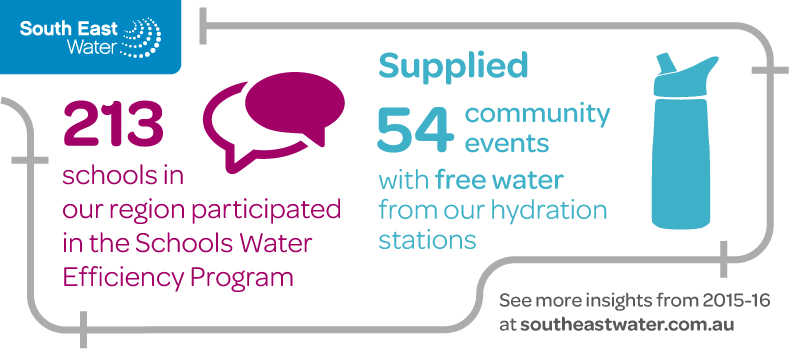 South East
Water
213
schools in
our region participated
in the Schools Water
Efficiency Program
Supplied
54 community
events
with free water
from our hydration
stations
See more insights from 2015-16
at southeastwater.com.au